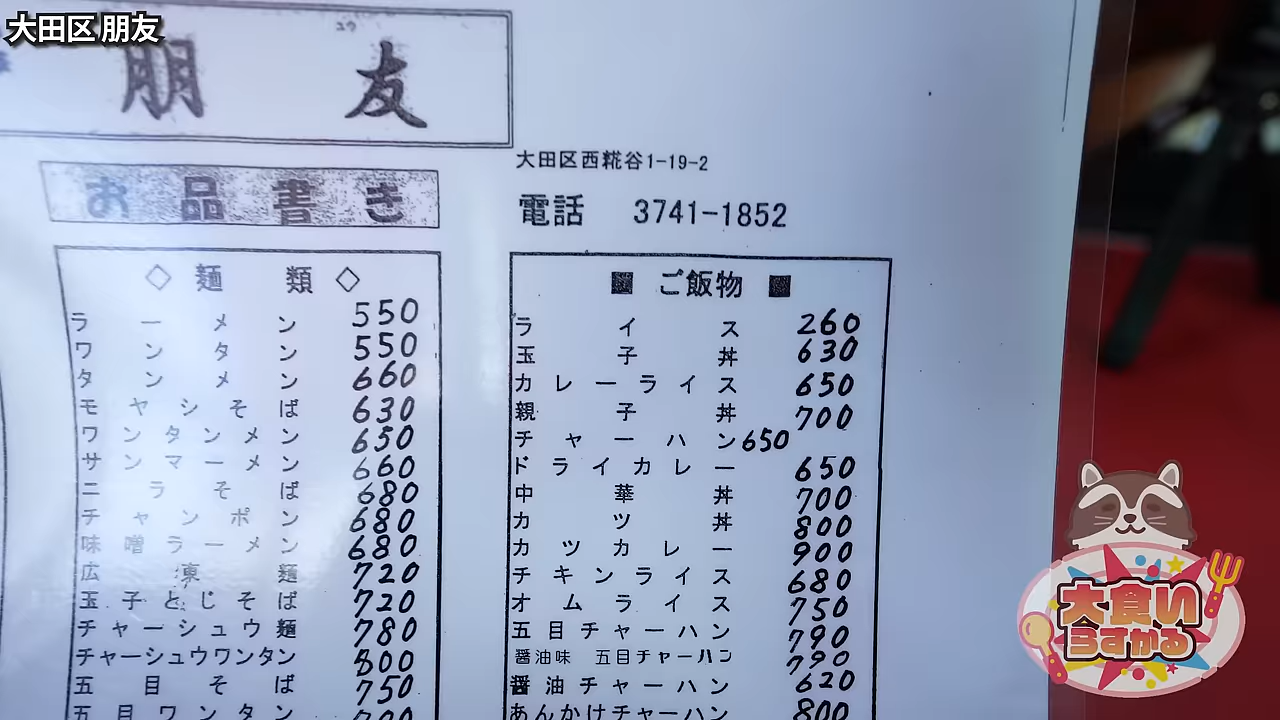 大田区 朋友
朋友
お品書き
大田区西糀谷1-19-2
電話 3741-1852
◇ 麺類 ◇
ラーメン 550
ワンタン 550
タンメン 660
モヤシそば 630
ワンタンメン 650
サンマーメン 660
ニラそば 680
チャンポン 680
味噌ラーメン 680
広東麺 720
玉子とじそば 720
チャーシュウ麺 780
チャーシュウワンタン 800
五目そば 750
五目ワンタン
■ ご飯物 ■
ライス 260
玉子丼 630
カレーライス 650
親子丼 700
チャーハン 650
ドライカレー 650
中華丼 700
カツ丼 800
カツカレー 900
チキンライス 680
オムライス 750
五目チャーハン 790
醤油味 五目チャーハン 790
醤油チャーハン 620
あんかけチャーハン 800
大食い
らすかる